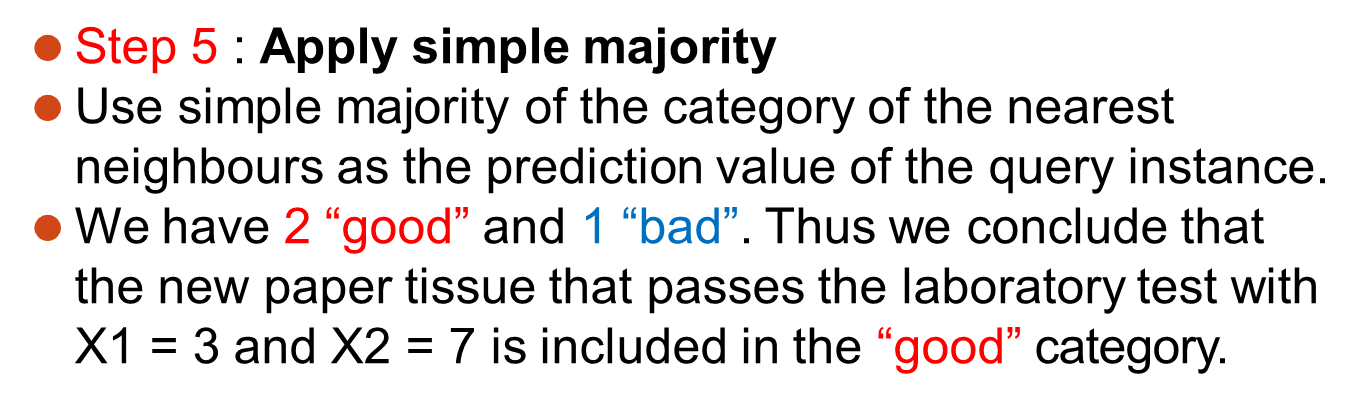 ● Step 5 : Apply simple majority
● Use simple majority of the category of the nearest
neighbours as the prediction value of the query instance.
● We have 2 “good” and 1 “bad”. Thus we conclude that
the new paper tissue that passes the laboratory test with
X1 = 3 and X2 = 7 is included in the “good” category.